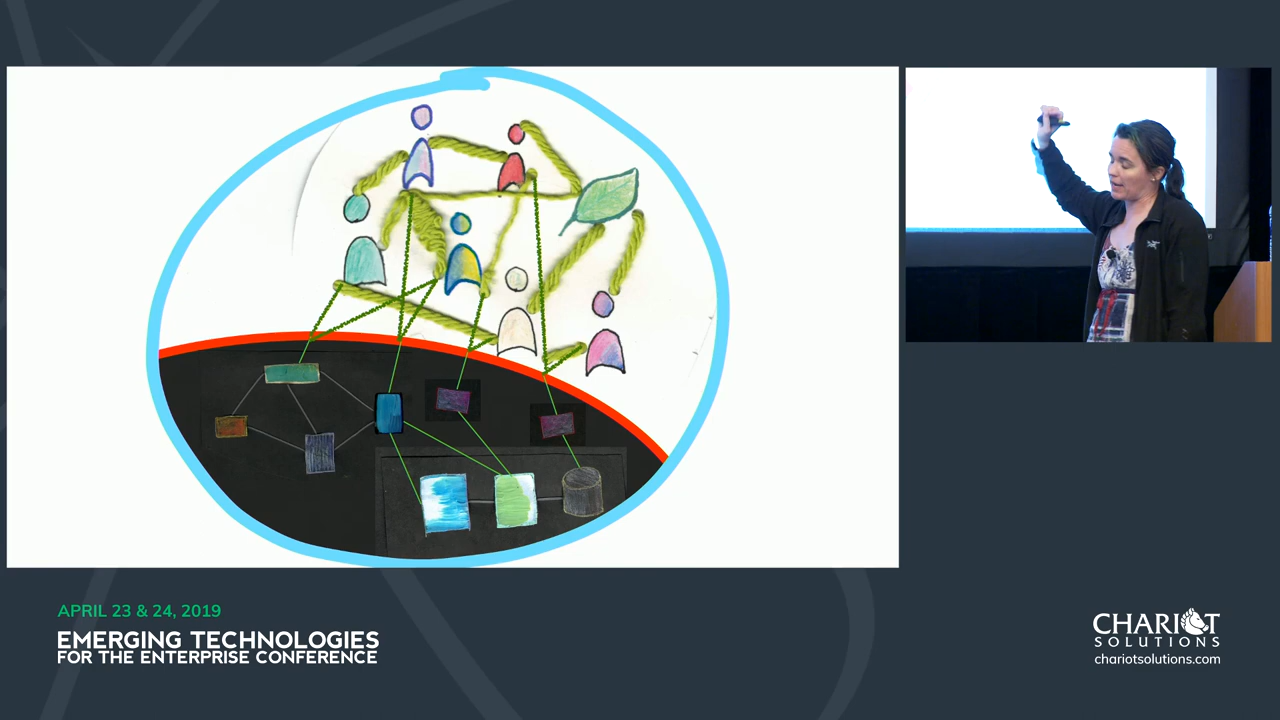 APRIL 23 & 24, 2019
EMERGING TECHNOLOGIES
FOR THE ENTERPRISE CONFERENCE
CHARIOT
SOLUTIONS
chariotsolutions.com